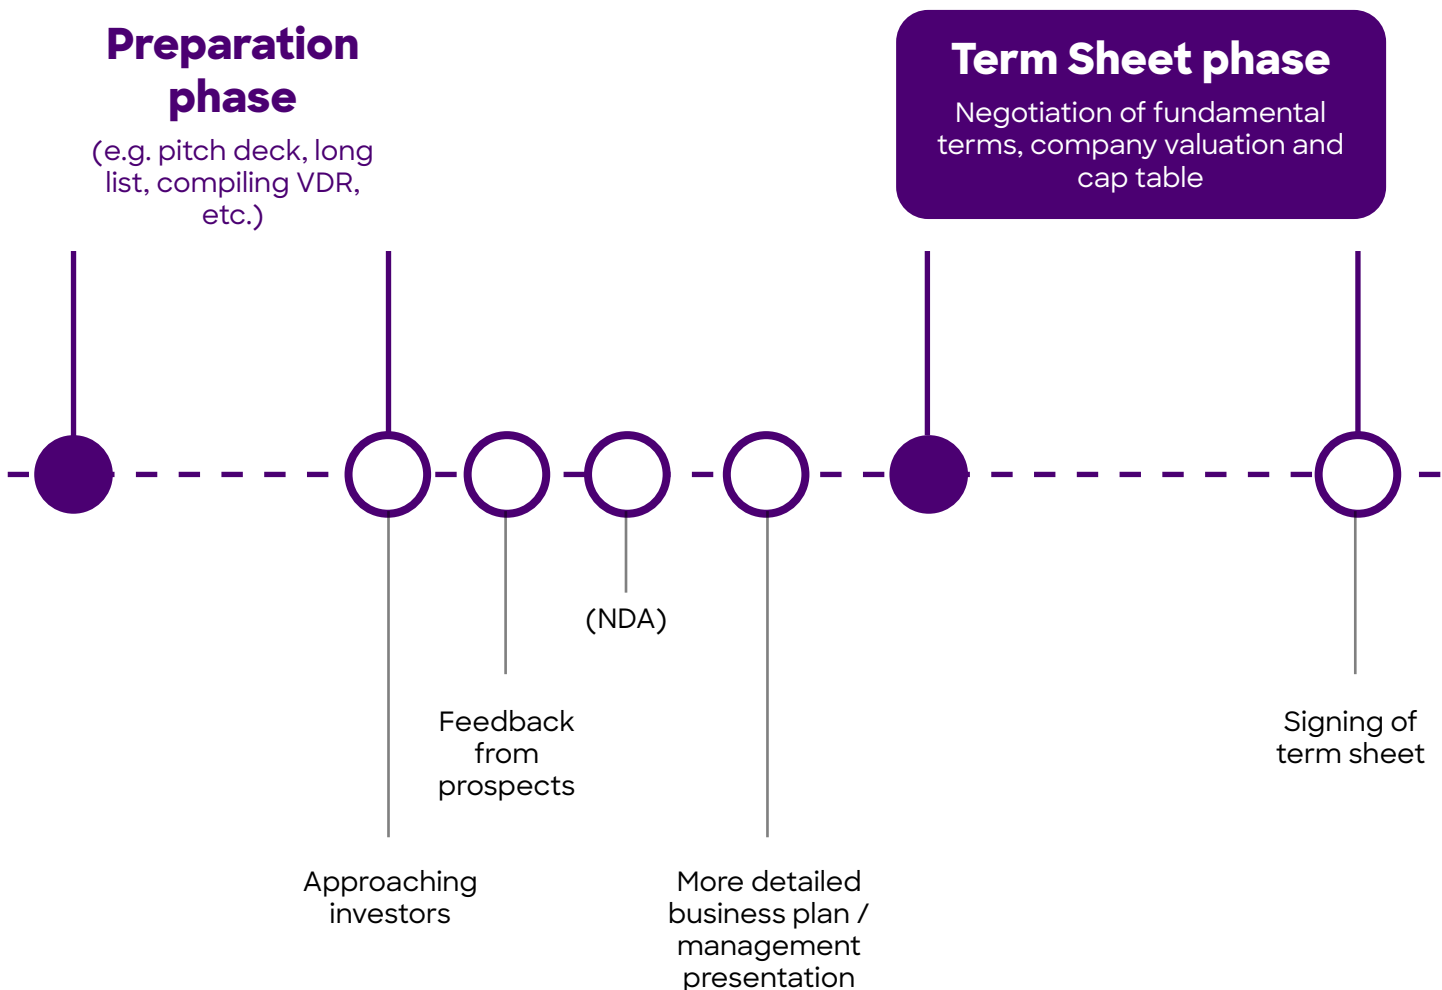 Preparation
phase
(e.g. pitch deck, long
list, compiling VDR,
etc.)
Term Sheet phase
Negotiation of fundamental
terms, company valuation and
cap table
(NDA)
Feedback
from
prospects
Signing of
term sheet
Approaching
investors
More detailed
business plan /
management
presentation